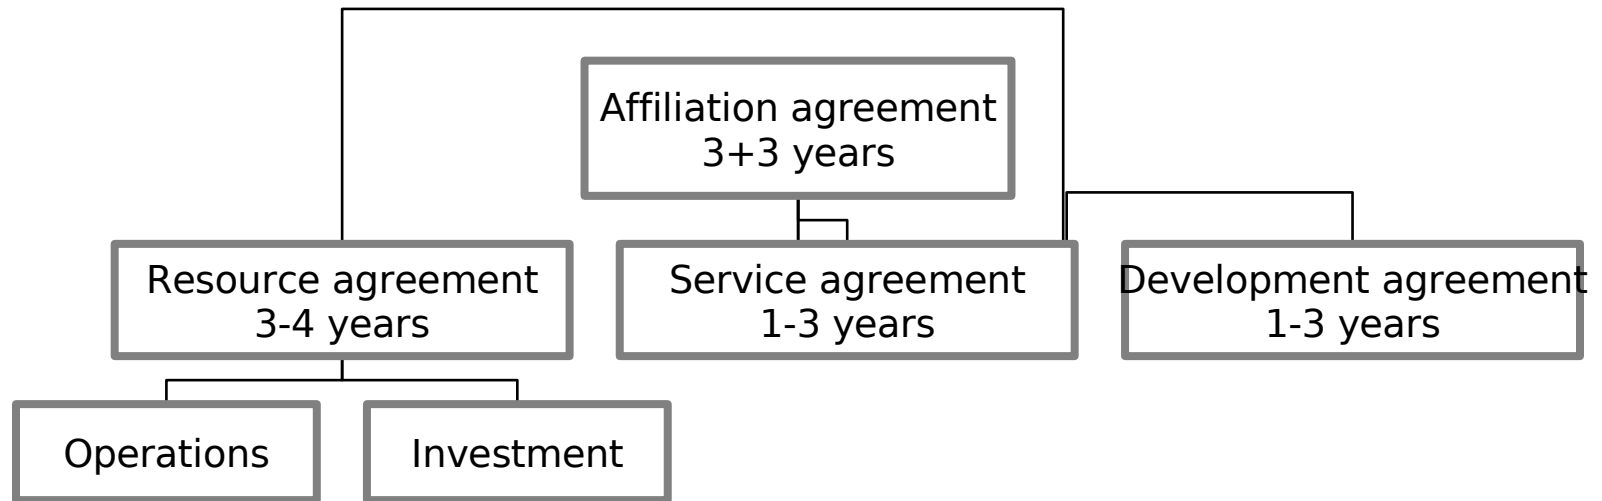 Affiliation agreement
3+3 years
Resource agreement
3-4 years
Service agreement
1-3 years
Development agreement
1-3 years
Operations
Investment